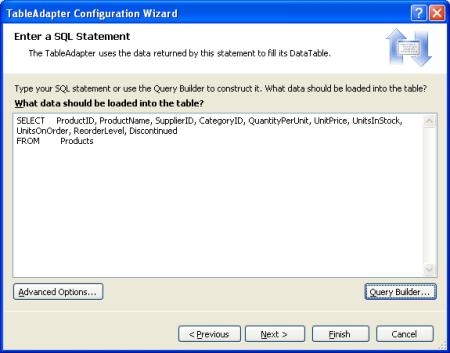 TableAdapter Configuration Wizard
Enter a SQL Statement
The TableAdapter uses the data returned by this statement to fill its DataTable.
Type your SQL statement or use the Query Builder to construct it. What data should be loaded into the table?
What data should be loaded into the table?
SELECT ProductID, ProductName, SupplierID, CategoryID, QuantityPerUnit, UnitPrice, UnitsInStock,
UnitsOnOrder, ReorderLevel, Discontinued
FROM Products
Advanced Options... Query Builder...
< Previous Next > Finish Cancel